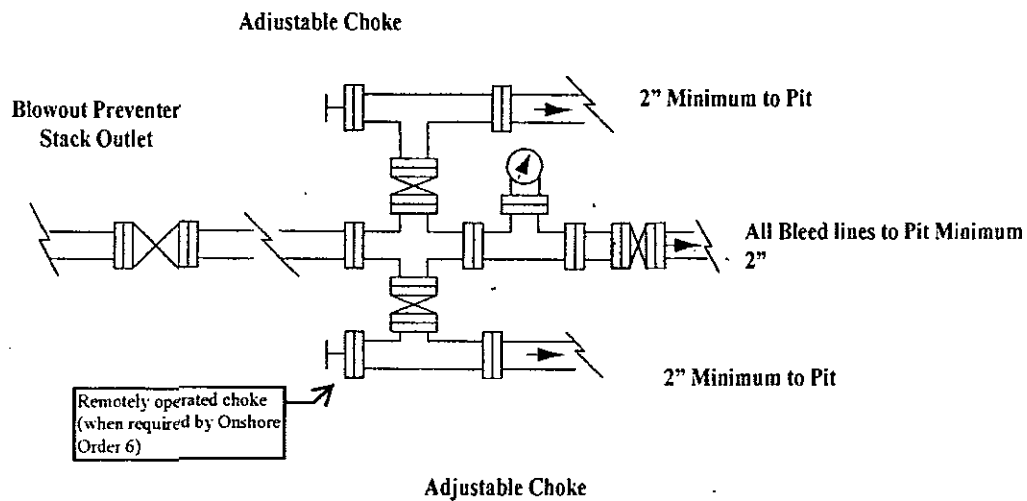 Adjustable Choke
Blowout Preventer
Stack Outlet
2" Minimum to Pit
All Bleed lines to Pit Minimum
2"
2" Minimum to Pit
Remotely operated choke
(when required by Onshore
Order 6)
Adjustable Choke